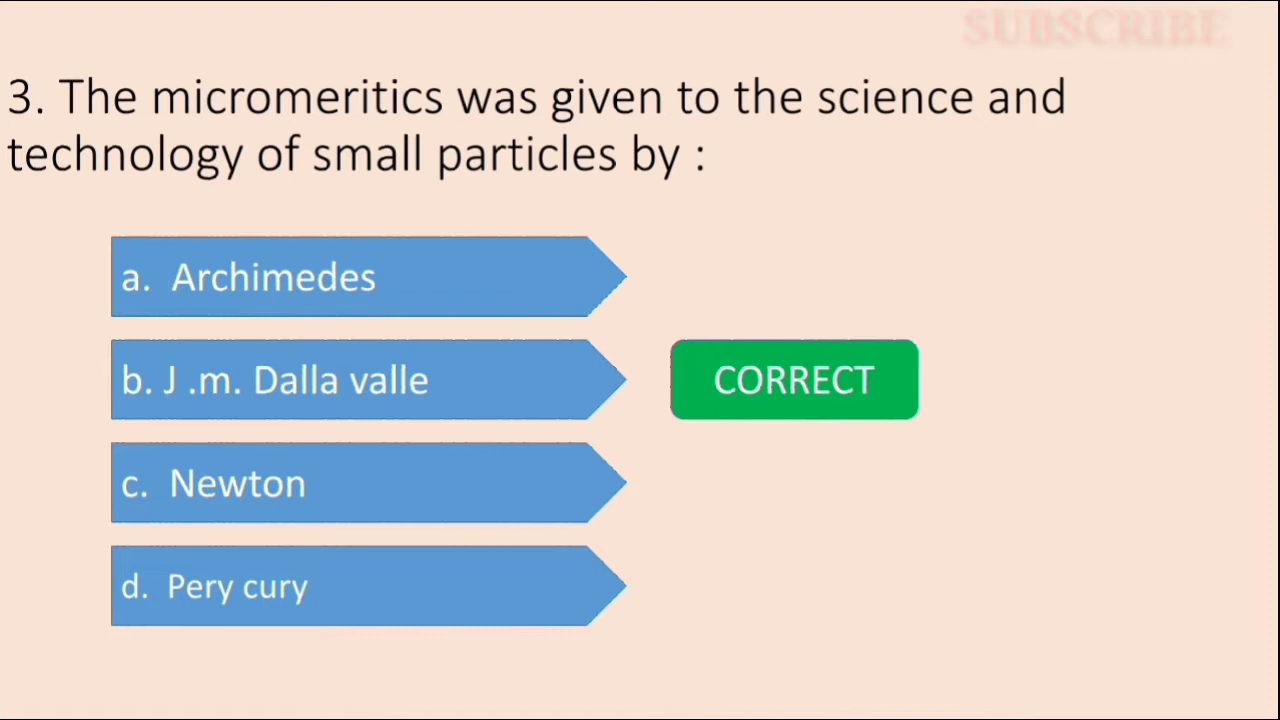 SUBSCRIBE
3. The micromeritics was given to the science and
technology of small particles by :
a. Archimedes
b. J .m. Dalla valle
CORRECT
c. Newton
d. Pery cury